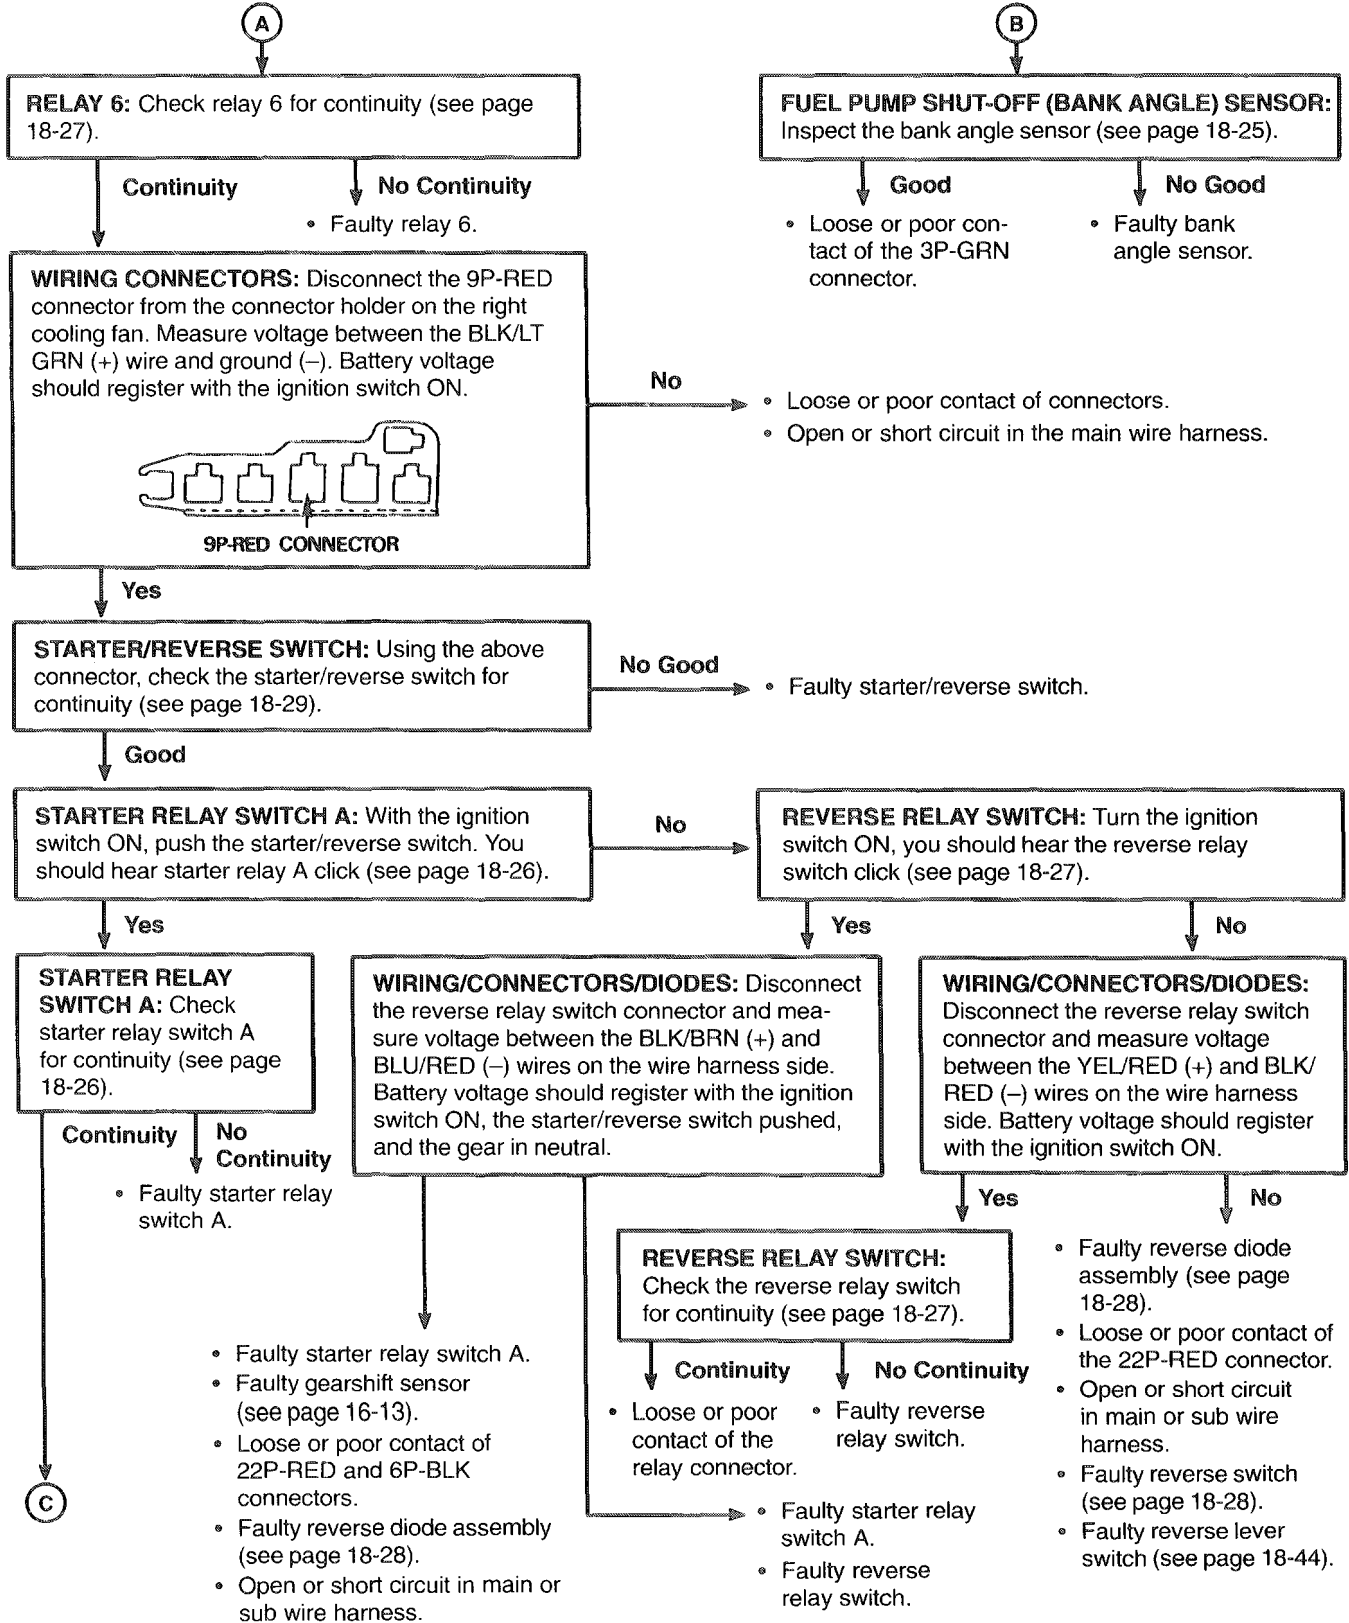 A
RELAY 6: Check relay 6 for continuity (see page
18-27).
Continuity
No Continuity
• Faulty relay 6.
B
FUEL PUMP SHUT-OFF (BANK ANGLE) SENSOR:
Inspect the bank angle sensor (see page 18-25).
Good
No Good
• Loose or poor con-
tact of the 3P-GRN
connector.
• Faulty bank
angle sensor.
WIRING CONNECTORS: Disconnect the 9P-RED
connector from the connector holder on the right
cooling fan. Measure voltage between the BLK/LT
GRN (+) wire and ground (–). Battery voltage
should register with the ignition switch ON.
9P-RED CONNECTOR
No
• Loose or poor contact of connectors.
• Open or short circuit in the main wire harness.
Yes
STARTER/REVERSE SWITCH: Using the above
connector, check the starter/reverse switch for
continuity (see page 18-29).
No Good
• Faulty starter/reverse switch.
Good
STARTER RELAY SWITCH A: With the ignition
switch ON, push the starter/reverse switch. You
should hear starter relay A click (see page 18-26).
No
REVERSE RELAY SWITCH: Turn the ignition
switch ON, you should hear the reverse relay
switch click (see page 18-27).
Yes
Yes
No
STARTER RELAY
SWITCH A: Check
starter relay switch A
for continuity (see page
18-26).
Continuity
No
Continuity
• Faulty starter relay
switch A.
C
WIRING/CONNECTORS/DIODES: Disconnect
the reverse relay switch connector and mea-
sure voltage between the BLK/BRN (+) and
BLU/RED (–) wires on the wire harness side.
Battery voltage should register with the ignition
switch ON, the starter/reverse switch pushed,
and the gear in neutral.
• Faulty starter relay switch A.
• Faulty gearshift sensor
(see page 16-13).
• Loose or poor contact of
22P-RED and 6P-BLK
connectors.
• Faulty reverse diode assembly
(see page 18-28).
• Open or short circuit in main or
sub wire harness.
• Faulty starter relay
switch A.
• Faulty reverse
relay switch.
WIRING/CONNECTORS/DIODES:
Disconnect the reverse relay switch
connector and measure voltage
between the YEL/RED (+) and BLK/
RED (–) wires on the wire harness
side. Battery voltage should register
with the ignition switch ON.
Yes
No
REVERSE RELAY SWITCH:
Check the reverse relay switch
for continuity (see page 18-27).
Continuity
No Continuity
• Loose or poor
contact of the
relay connector.
• Faulty reverse
relay switch.
• Faulty reverse diode
assembly (see page
18-28).
• Loose or poor contact of
the 22P-RED connector.
• Open or short circuit
in main or sub wire
harness.
• Faulty reverse switch
(see page 18-28).
• Faulty reverse lever
switch (see page 18-44).